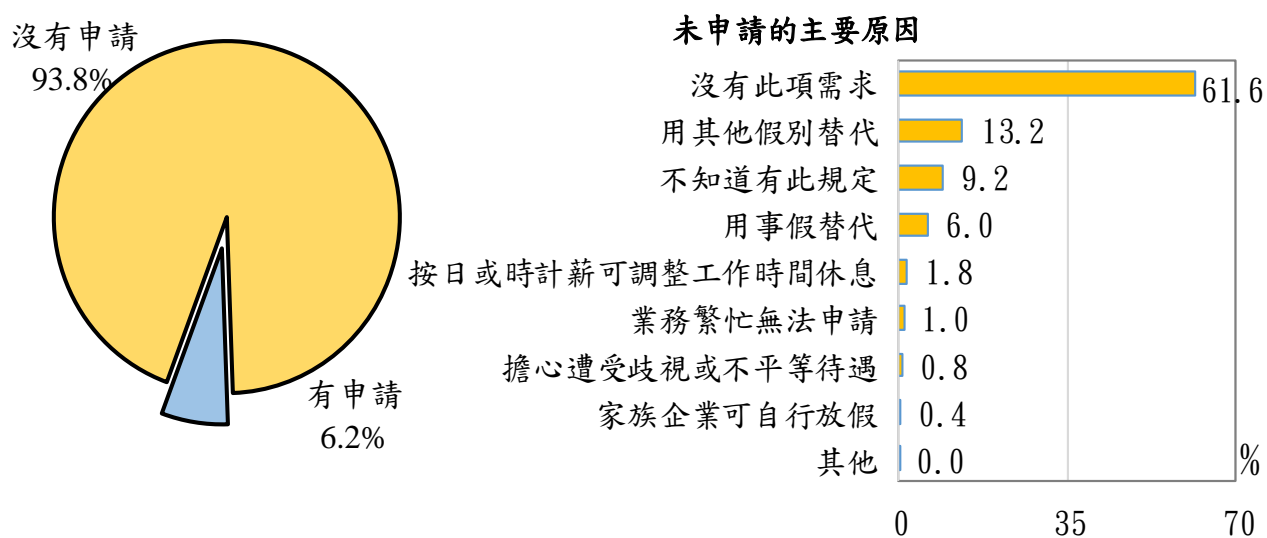 沒有申請
93.8%
有申請
6.2%
未申請的主要原因
沒有此項需求 61.6
用其他假別替代 13.2
不知道有此規定 9.2
用事假替代 6.0
按日或時計薪可調整工作時間休息 1.8
業務繁忙無法申請 1.0
擔心遭受歧視或不平等待遇 0.8
家族企業可自行放假 0.4
其他 0.0 %
0 35 70